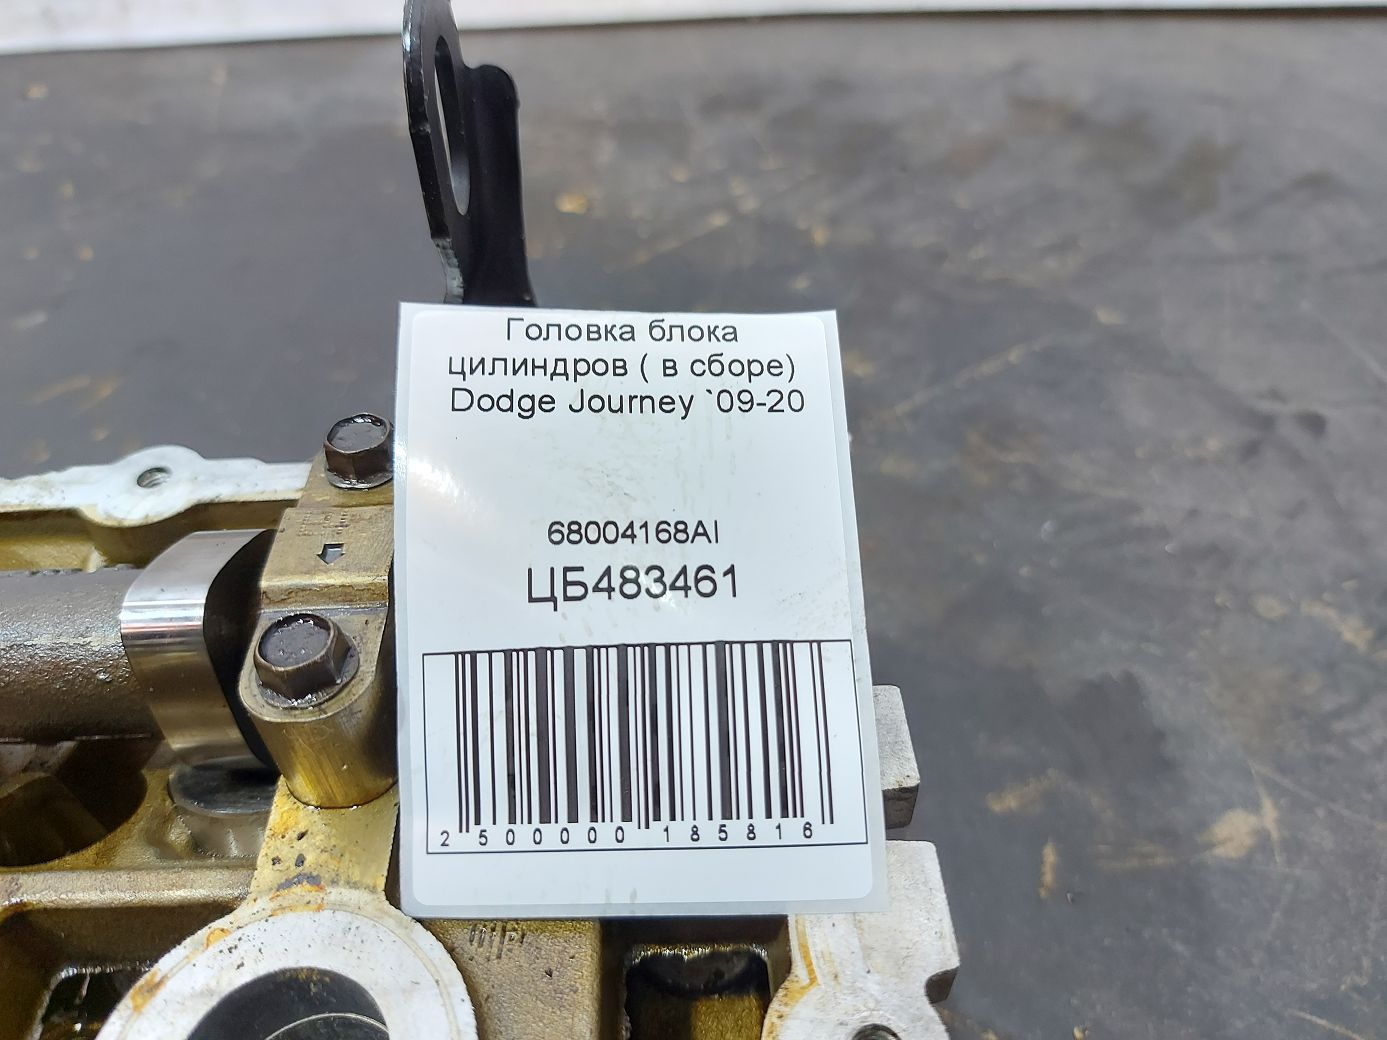 Головка блока
цилиндров ( в сборе)
Dodge Journey `09-20
68004168AI
ЦБ483461
2 500000 185816